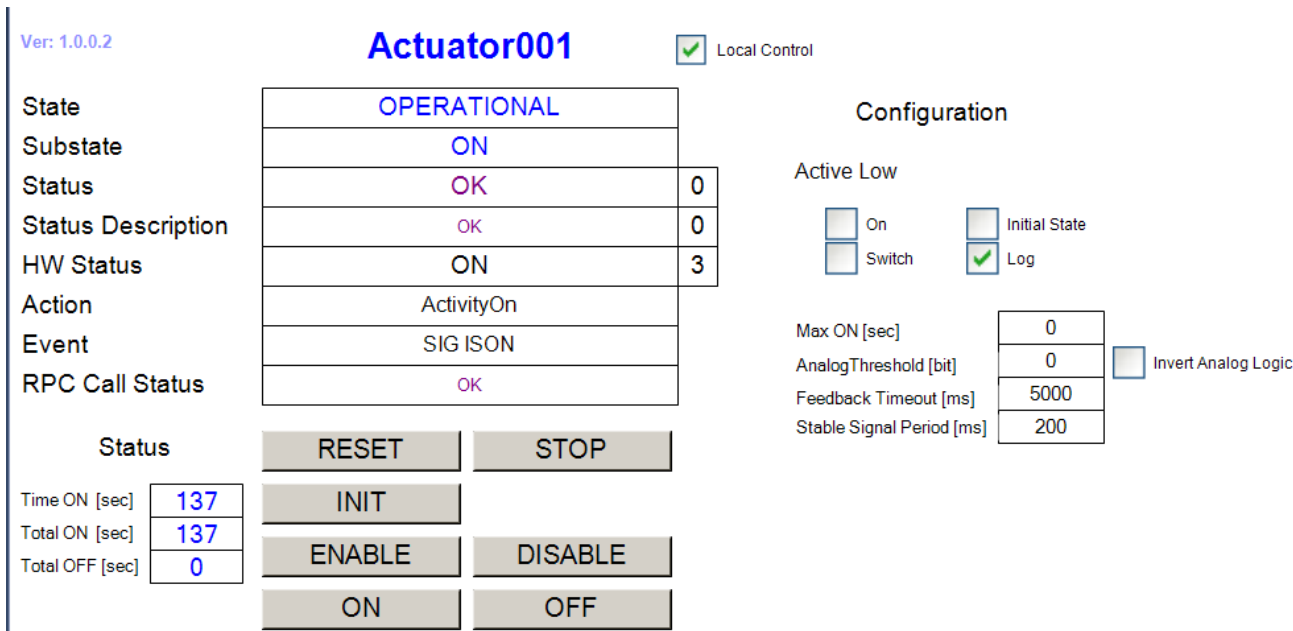 Ver: 1.0.0.2
Actuator001
Local Control
State OPERATIONAL
Substate ON
Status OK 0
Status Description OK 0
HW Status ON 3
Action ActivityOn
Event SIG ISON
RPC Call Status OK
Configuration
Active Low
On Initial State
Switch Log
Max ON [sec] 0
AnalogThreshold [bit] 0 Invert Analog Logic
Feedback Timeout [ms] 5000
Stable Signal Period [ms] 200
Status
Time ON [sec] 137
Total ON [sec] 137
Total OFF [sec] 0
RESET STOP
INIT
ENABLE DISABLE
ON OFF